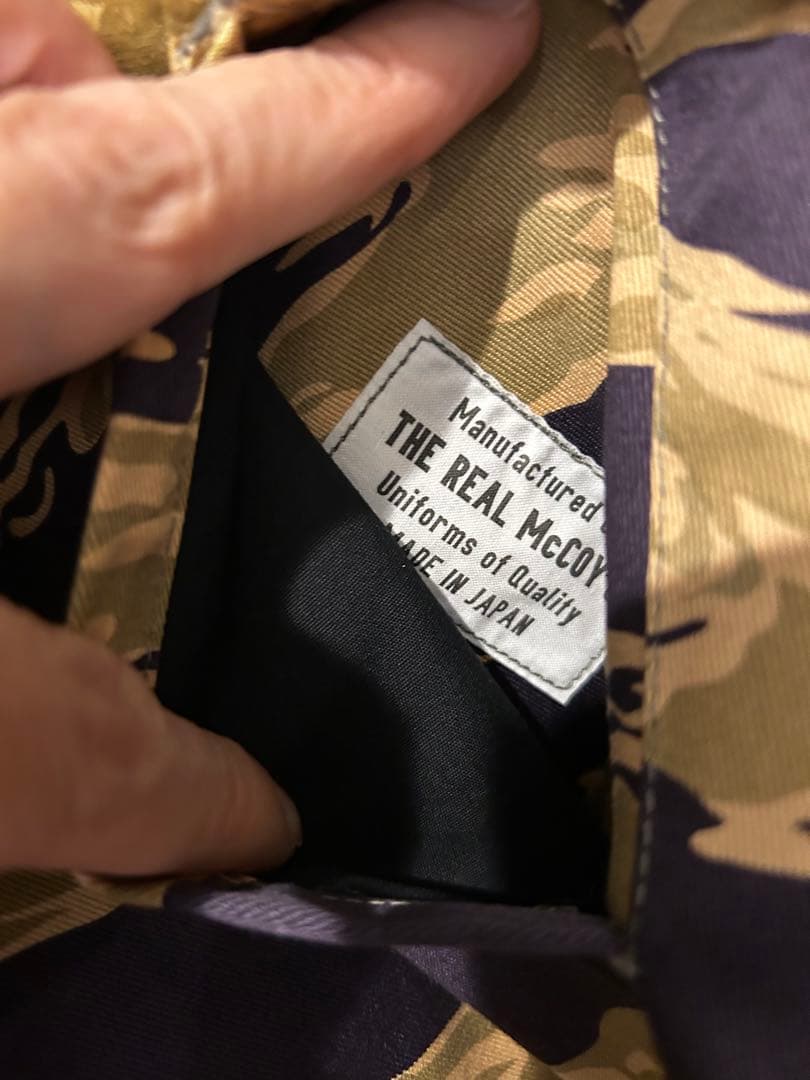 Manufactured
THE REAL McCOY
Uniforms of Quality
MADE IN JAPAN